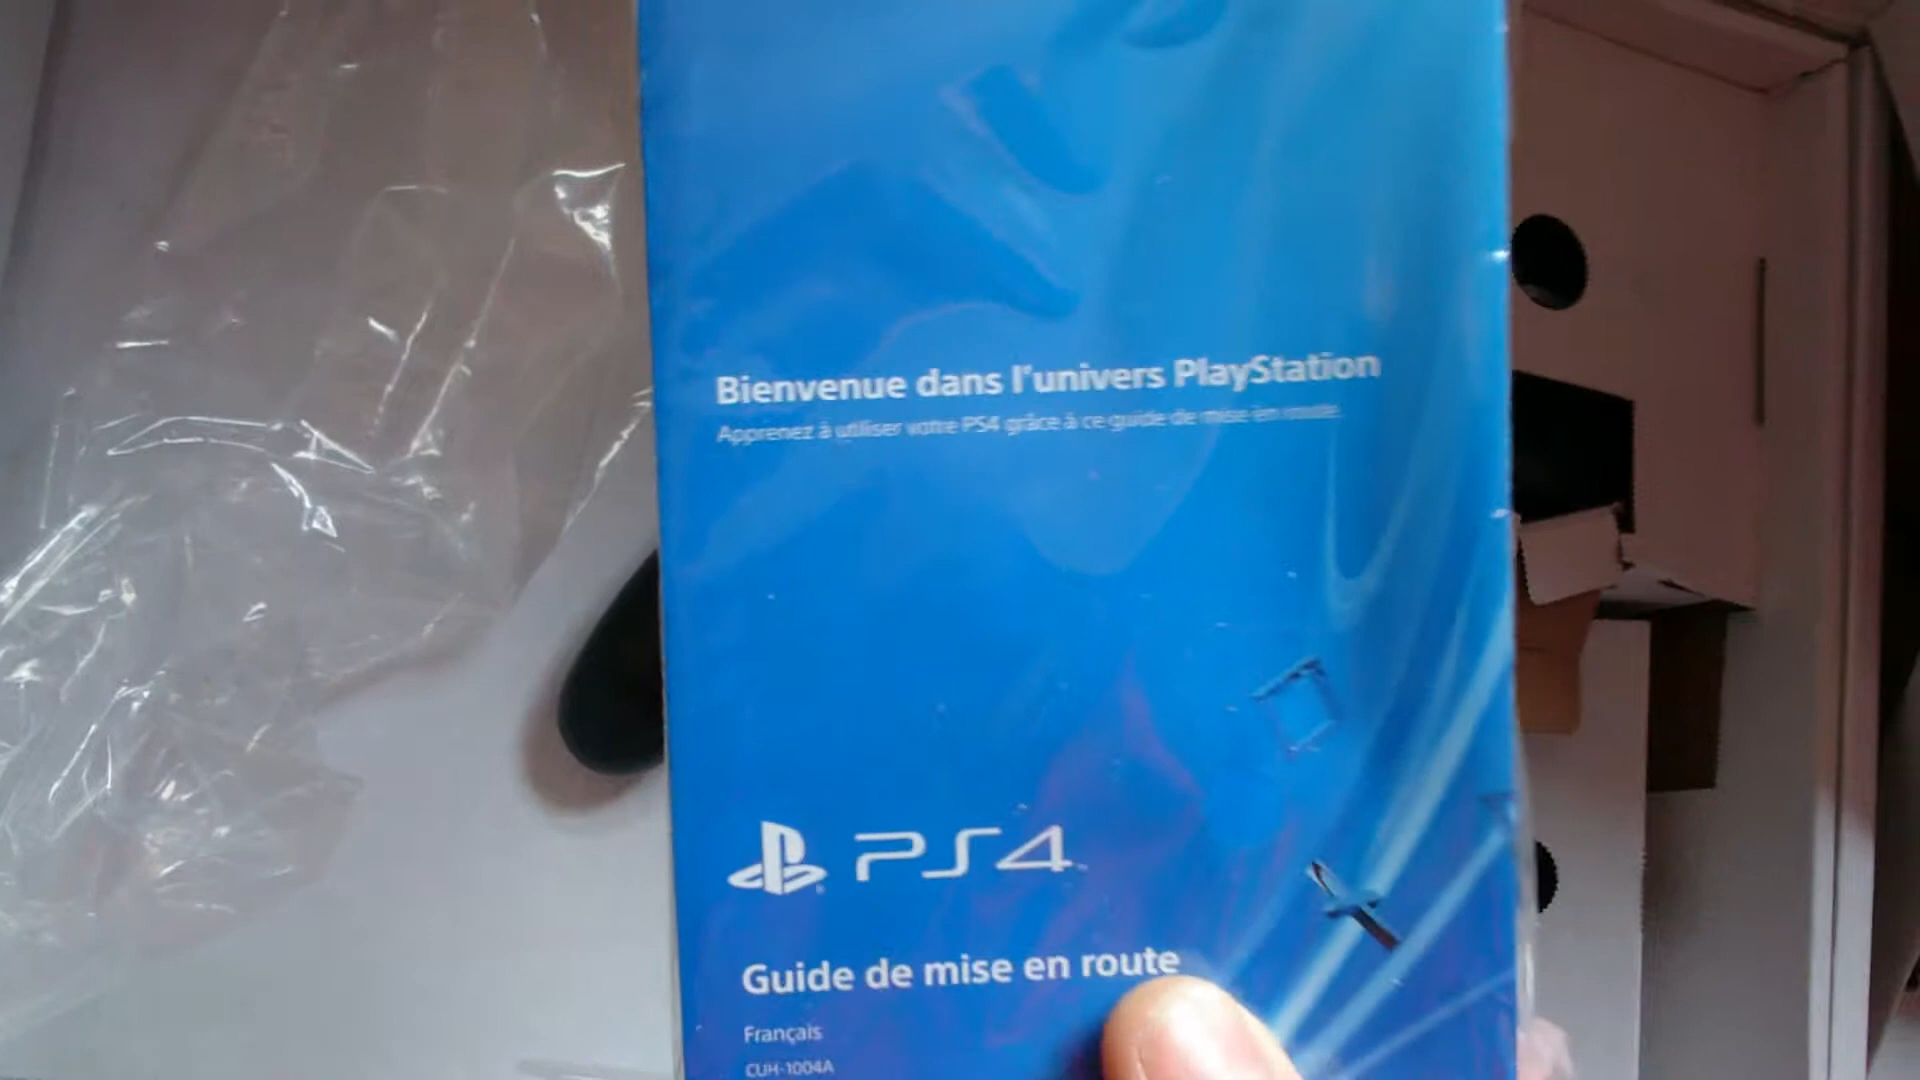 Bienvenue dans l'univers PlayStation
Apprenez à utiliser votre PS4 grâce à ce guide de mise en route.
PS4
Guide de mise en route
Français
CUH-1004A